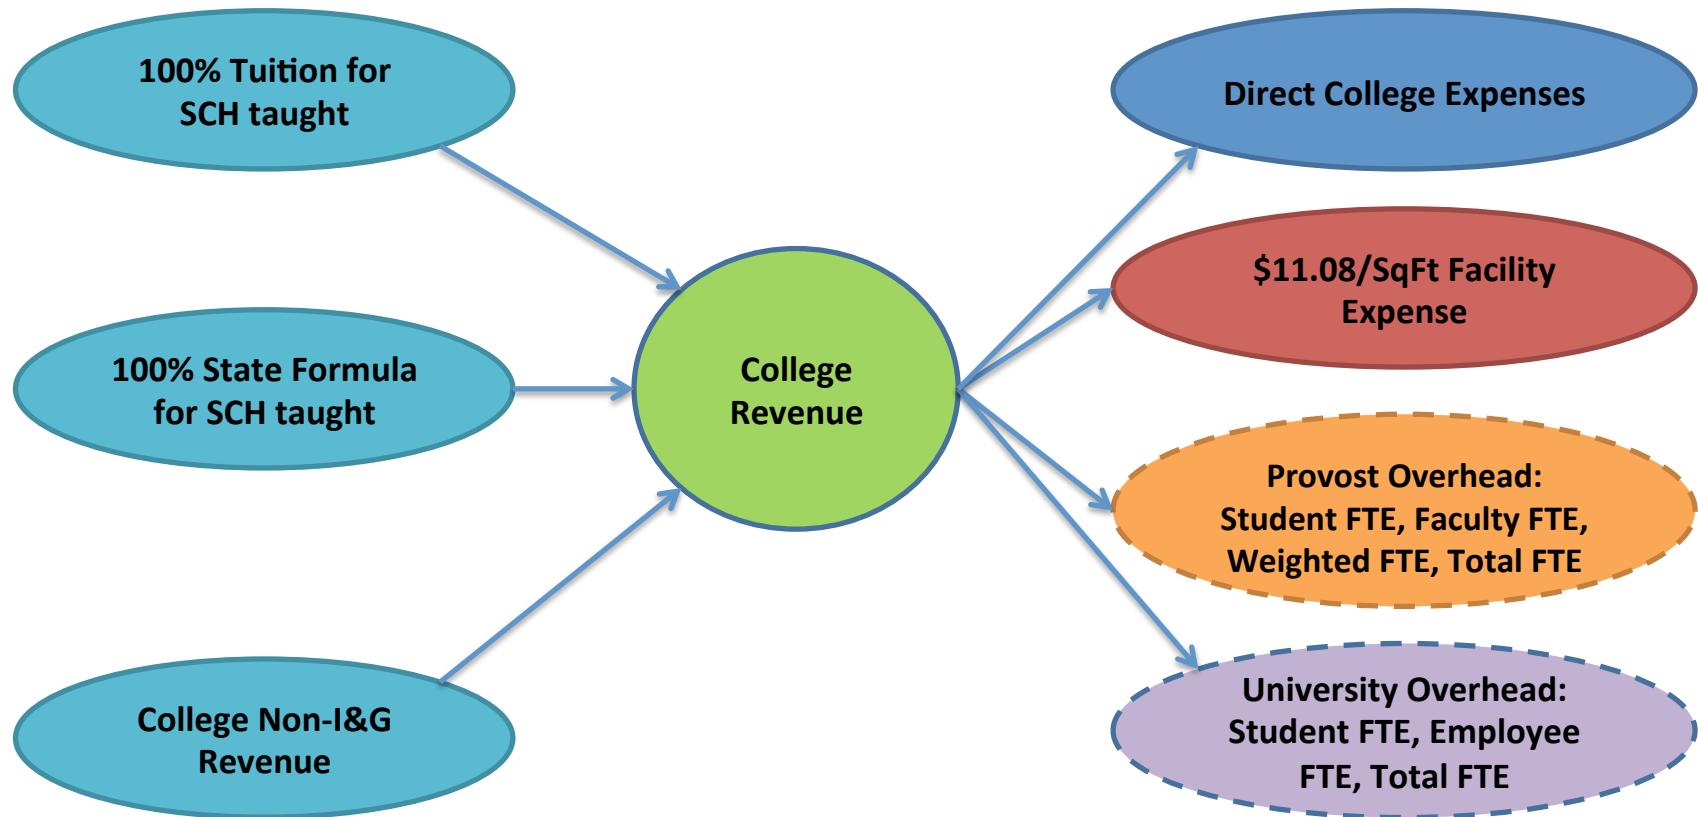 100% Tuition for
SCH taught
100% State Formula
for SCH taught
College Non-I&G
Revenue
College
Revenue
Direct College Expenses
$11.08/SqFt Facility
Expense
Provost Overhead:
Student FTE, Faculty FTE,
Weighted FTE, Total FTE
University Overhead:
Student FTE, Employee
FTE, Total FTE